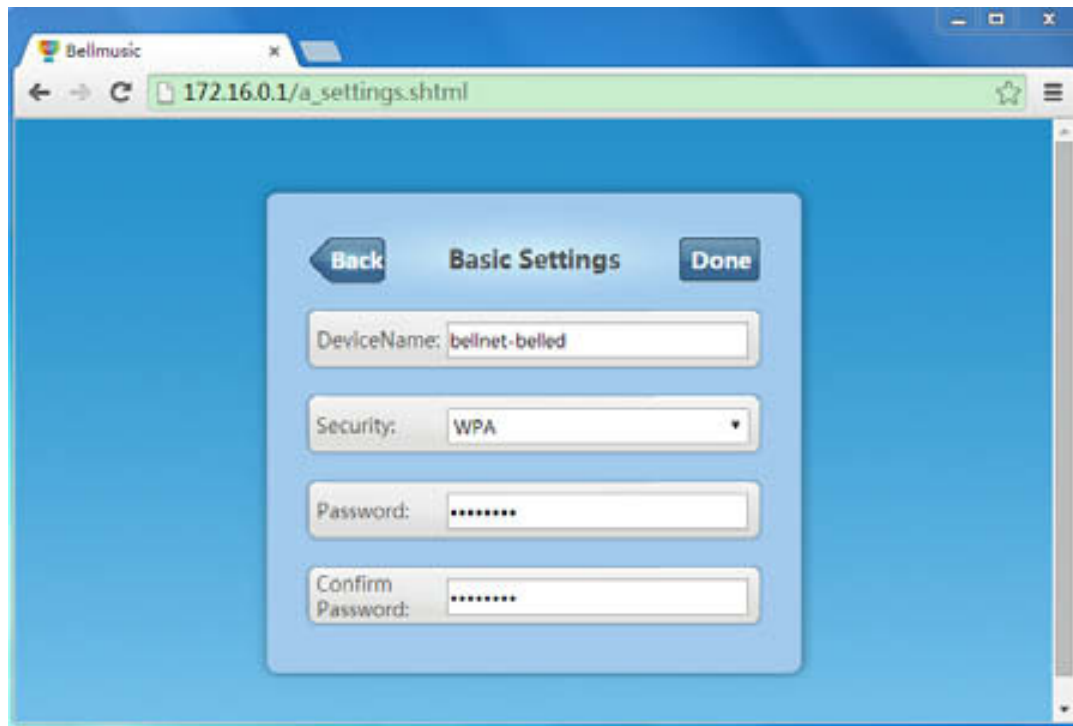 Bellmusic
172.16.0.1/a_settings.shtml
Back Basic Settings Done
DeviceName: bellnet-belled
Security: WPA
Password: ••••••••
Confirm
Password: ••••••••